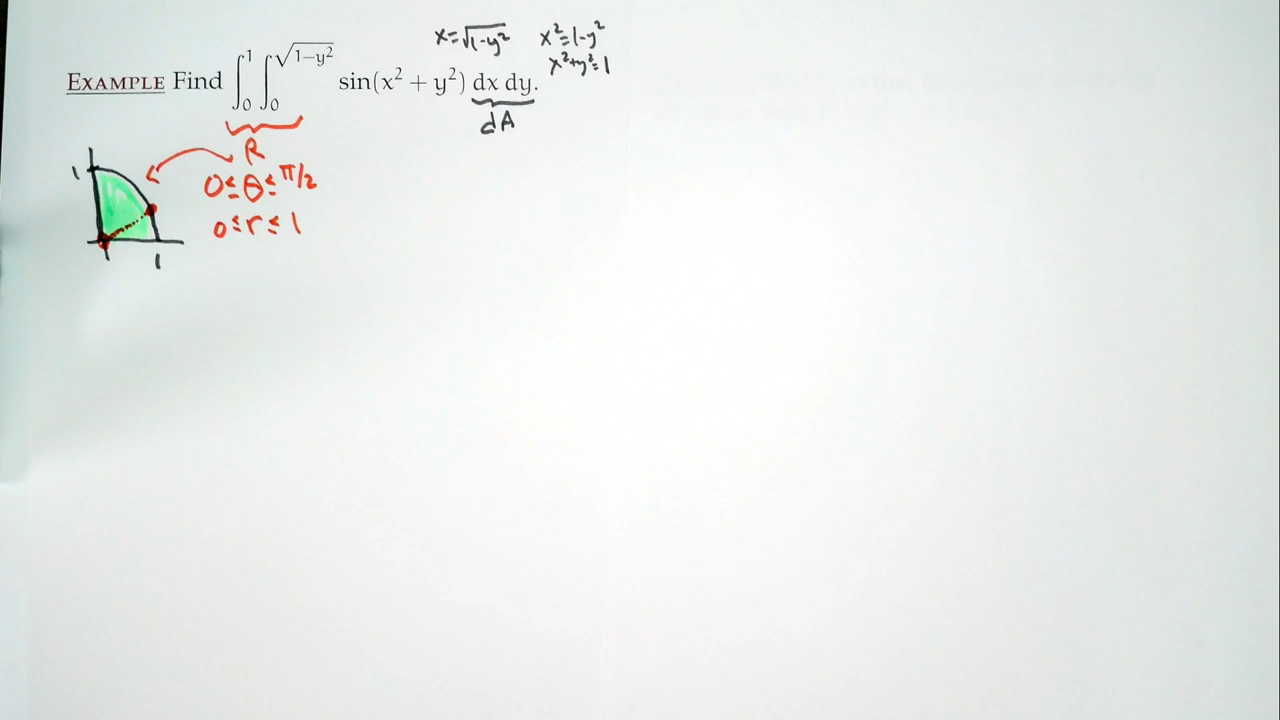 x=√1-y² x²=1-y²
x²+y²=1
EXAMPLE Find ∫₀¹ ∫₀^√(1−y²) sin(x² + y²) dx dy.
dA
R
0≤θ≤π/2
0≤r≤1
1
1